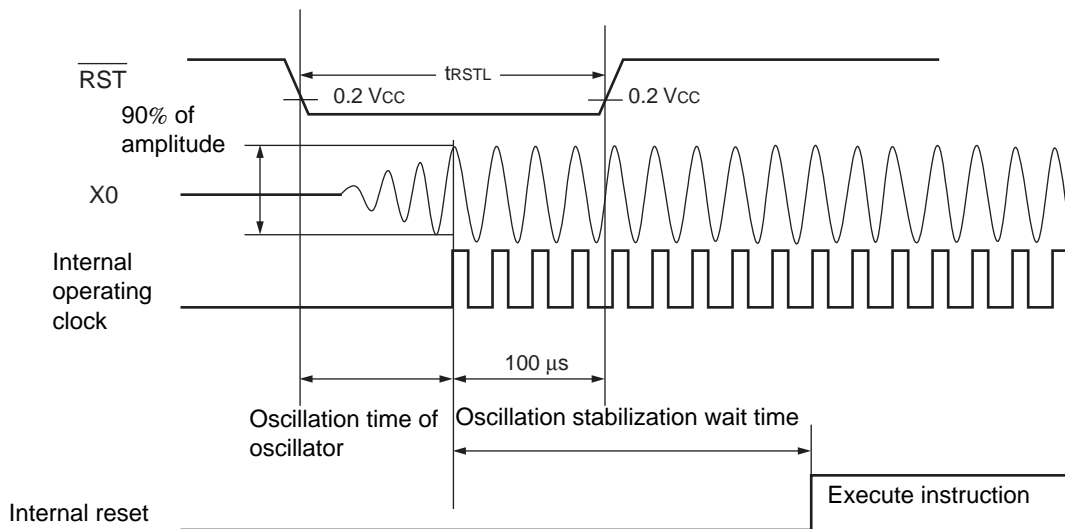 RST
tRSTL
0.2 VCC
0.2 VCC
90% of
amplitude
X0
Internal
operating
clock
100 μs
Oscillation time of
oscillator
Oscillation stabilization wait time
Execute instruction
Internal reset